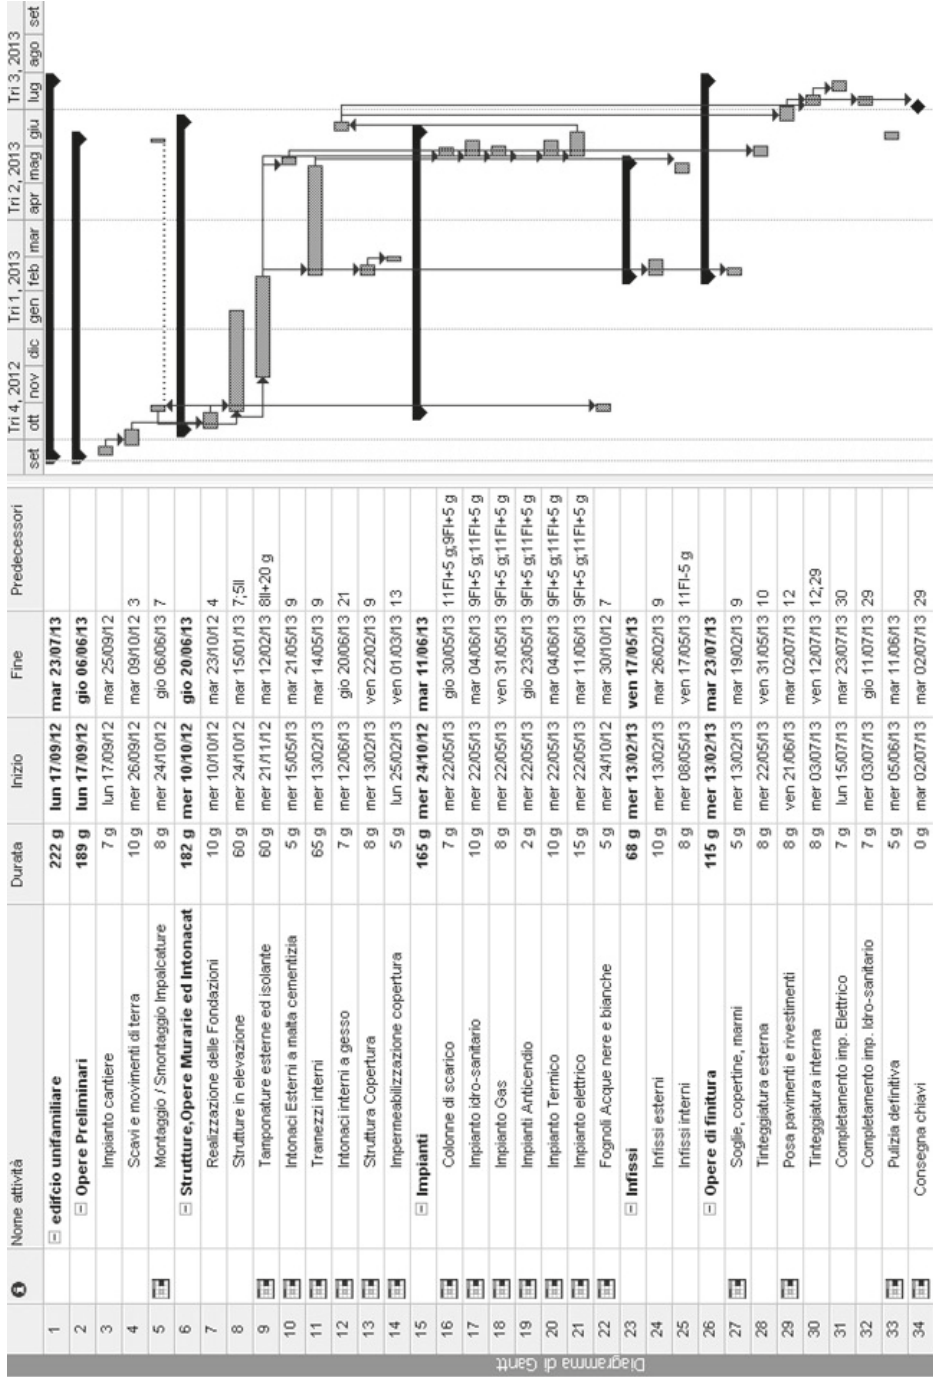 Diagramma di Gantt
Nome attività Durata Inizio Fine Predecessori
1 edifcio unifamiliare 222 g lun 17/09/12 mar 23/07/13
2 Opere Preliminari 189 g lun 17/09/12 gio 06/06/13
3 Impianto cantiere 7 g lun 17/09/12 mar 25/09/12
4 Scavi e movimenti di terra 10 g mer 26/09/12 mar 09/10/12 3
5 Montaggio / Smontaggio Impalcature 8 g mer 24/10/12 gio 06/06/13 7
6 Strutture,Opere Murarie ed Intonacat 182 g mer 10/10/12 gio 20/06/13
7 Realizzazione delle Fondazioni 10 g mer 10/10/12 mar 23/10/12 4
8 Strutture in elevazione 60 g mer 24/10/12 mar 15/01/13 7;5II
9 Tamponature esterne ed isolante 60 g mer 21/11/12 mar 12/02/13 8II+20 g
10 Intonaci Esterni a malta cementizia 5 g mer 15/05/13 mar 21/05/13 9
11 Tramezzi interni 65 g mer 13/02/13 mar 14/05/13 9
12 Intonaci interni a gesso 7 g mer 12/06/13 gio 20/06/13 21
13 Struttura Copertura 8 g mer 13/02/13 ven 22/02/13 9
14 Impermeabilizzazione copertura 5 g lun 25/02/13 ven 01/03/13 13
15 Impianti 165 g mer 24/10/12 mar 11/06/13
16 Colonne di scarico 7 g mer 22/05/13 gio 30/05/13 11FI+5 g;9FI+5 g
17 Impianto idro-sanitario 10 g mer 22/05/13 mar 04/06/13 9FI+5 g;11FI+5 g
18 Impianto Gas 8 g mer 22/05/13 ven 31/05/13 9FI+5 g;11FI+5 g
19 Impianti Anticendio 2 g mer 22/05/13 gio 23/05/13 9FI+5 g;11FI+5 g
20 Impianto Termico 10 g mer 22/05/13 mar 04/06/13 9FI+5 g;11FI+5 g
21 Impianto elettrico 15 g mer 22/05/13 mar 11/06/13 9FI+5 g;11FI+5 g
22 Fognoli Acque nere e bianche 5 g mer 24/10/12 mar 30/10/12 7
23 Infissi 68 g mer 13/02/13 ven 17/05/13
24 Infissi esterni 10 g mer 13/02/13 mar 26/02/13 9
25 Infissi interni 8 g mer 08/05/13 ven 17/05/13 11FI-5 g
26 Opere di finitura 115 g mer 13/02/13 mar 23/07/13
27 Soglie, copertine, marmi 5 g mer 13/02/13 mar 19/02/13 9
28 Tinteggiatura esterna 8 g mer 22/05/13 ven 31/05/13 10
29 Posa pavimenti e rivestimenti 8 g ven 21/06/13 mar 02/07/13 12
30 Tinteggiatura interna 8 g mer 03/07/13 ven 12/07/13 12;29
31 Completamento imp. Elettrico 7 g lun 15/07/13 mar 23/07/13 30
32 Completamento imp. Idro-sanitario 7 g mer 03/07/13 gio 11/07/13 29
33 Pulizia definitiva 5 g mer 05/06/13 mar 11/06/13
34 Consegna chiavi 0 g mar 02/07/13 mar 02/07/13 29
Tri 4, 2012 Tri 1, 2013 Tri 2, 2013 Tri 3, 2013
set ott nov dic gen feb mar apr mag giu lug ago set